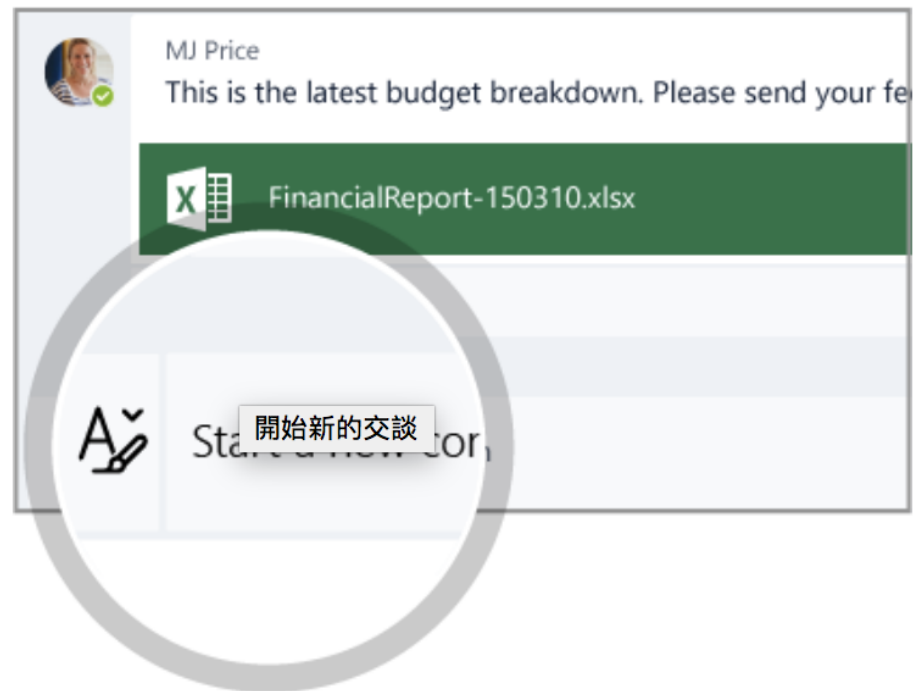 MJ Price
This is the latest budget breakdown. Please send your
FinancialReport-150310.xlsx
開始新的交談